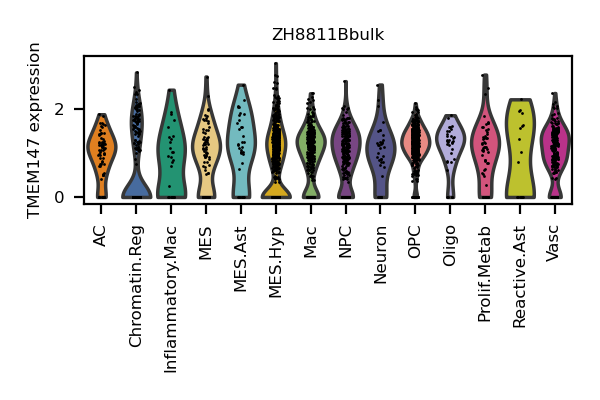 ZH8811Bbulk
TMEM147 expression
2
0
AC
Chromatin.Reg
Inflammatory.Mac
MES
MES.Ast
MES.Hyp
Mac
NPC
Neuron
OPC
Oligo
Prolif.Metab
Reactive.Ast
Vasc